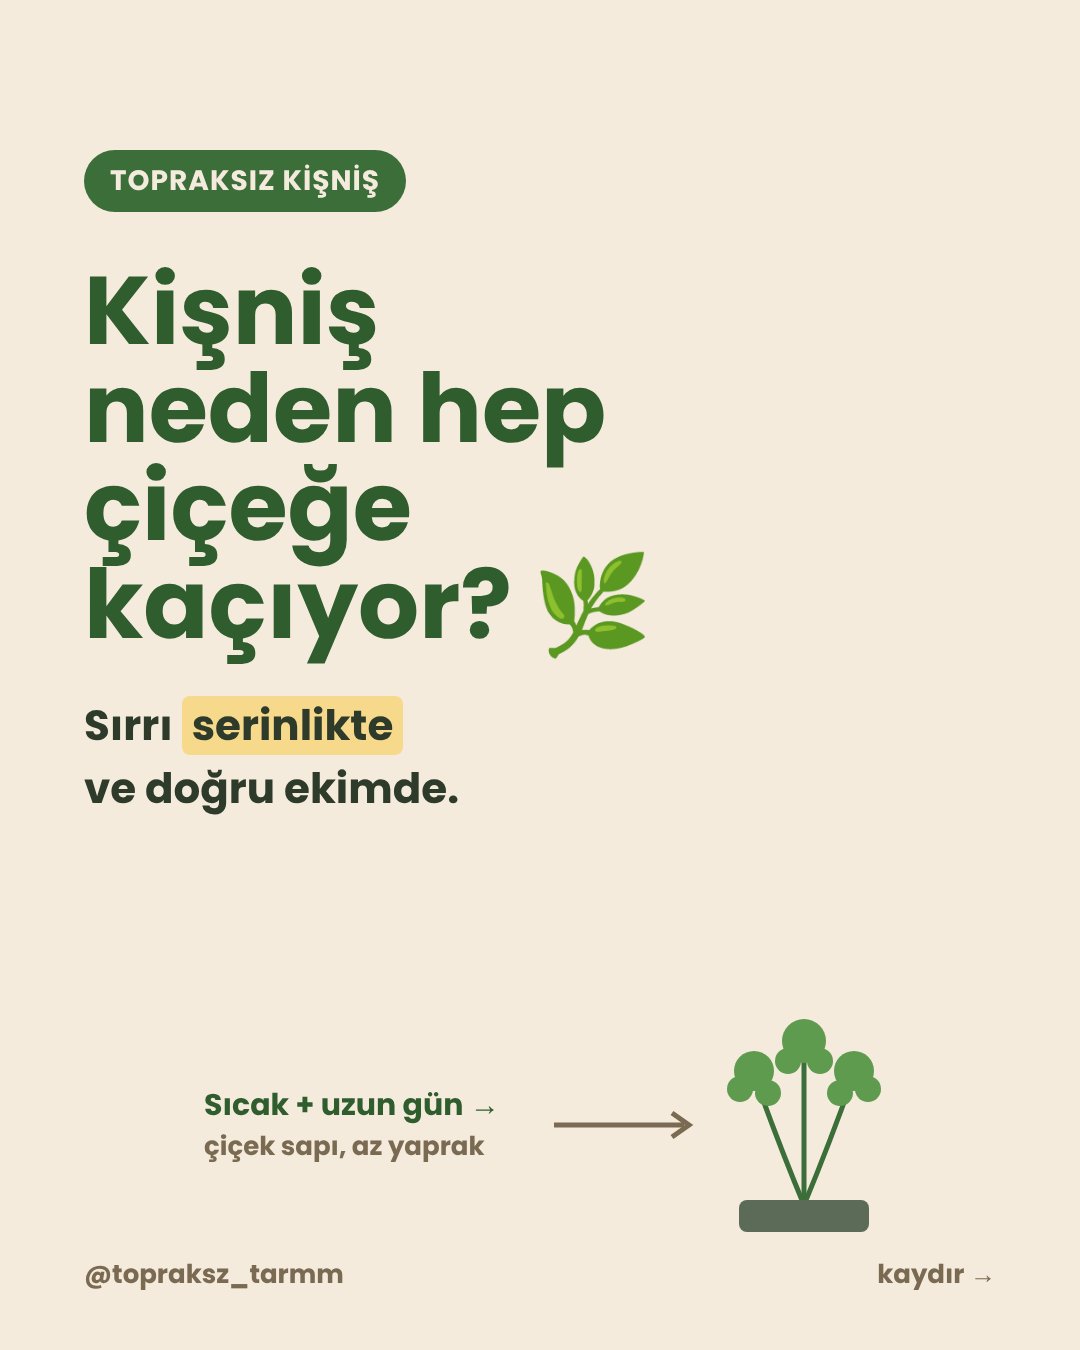 TOPRAKSIZ KİŞNİŞ
Kişniş
neden hep
çiçeğe
kaçıyor? 🌿
Sırrı serinlikte
ve doğru ekimde.
Sıcak + uzun gün →
çiçek sapı, az yaprak
@topraksz_tarmm
kaydır →